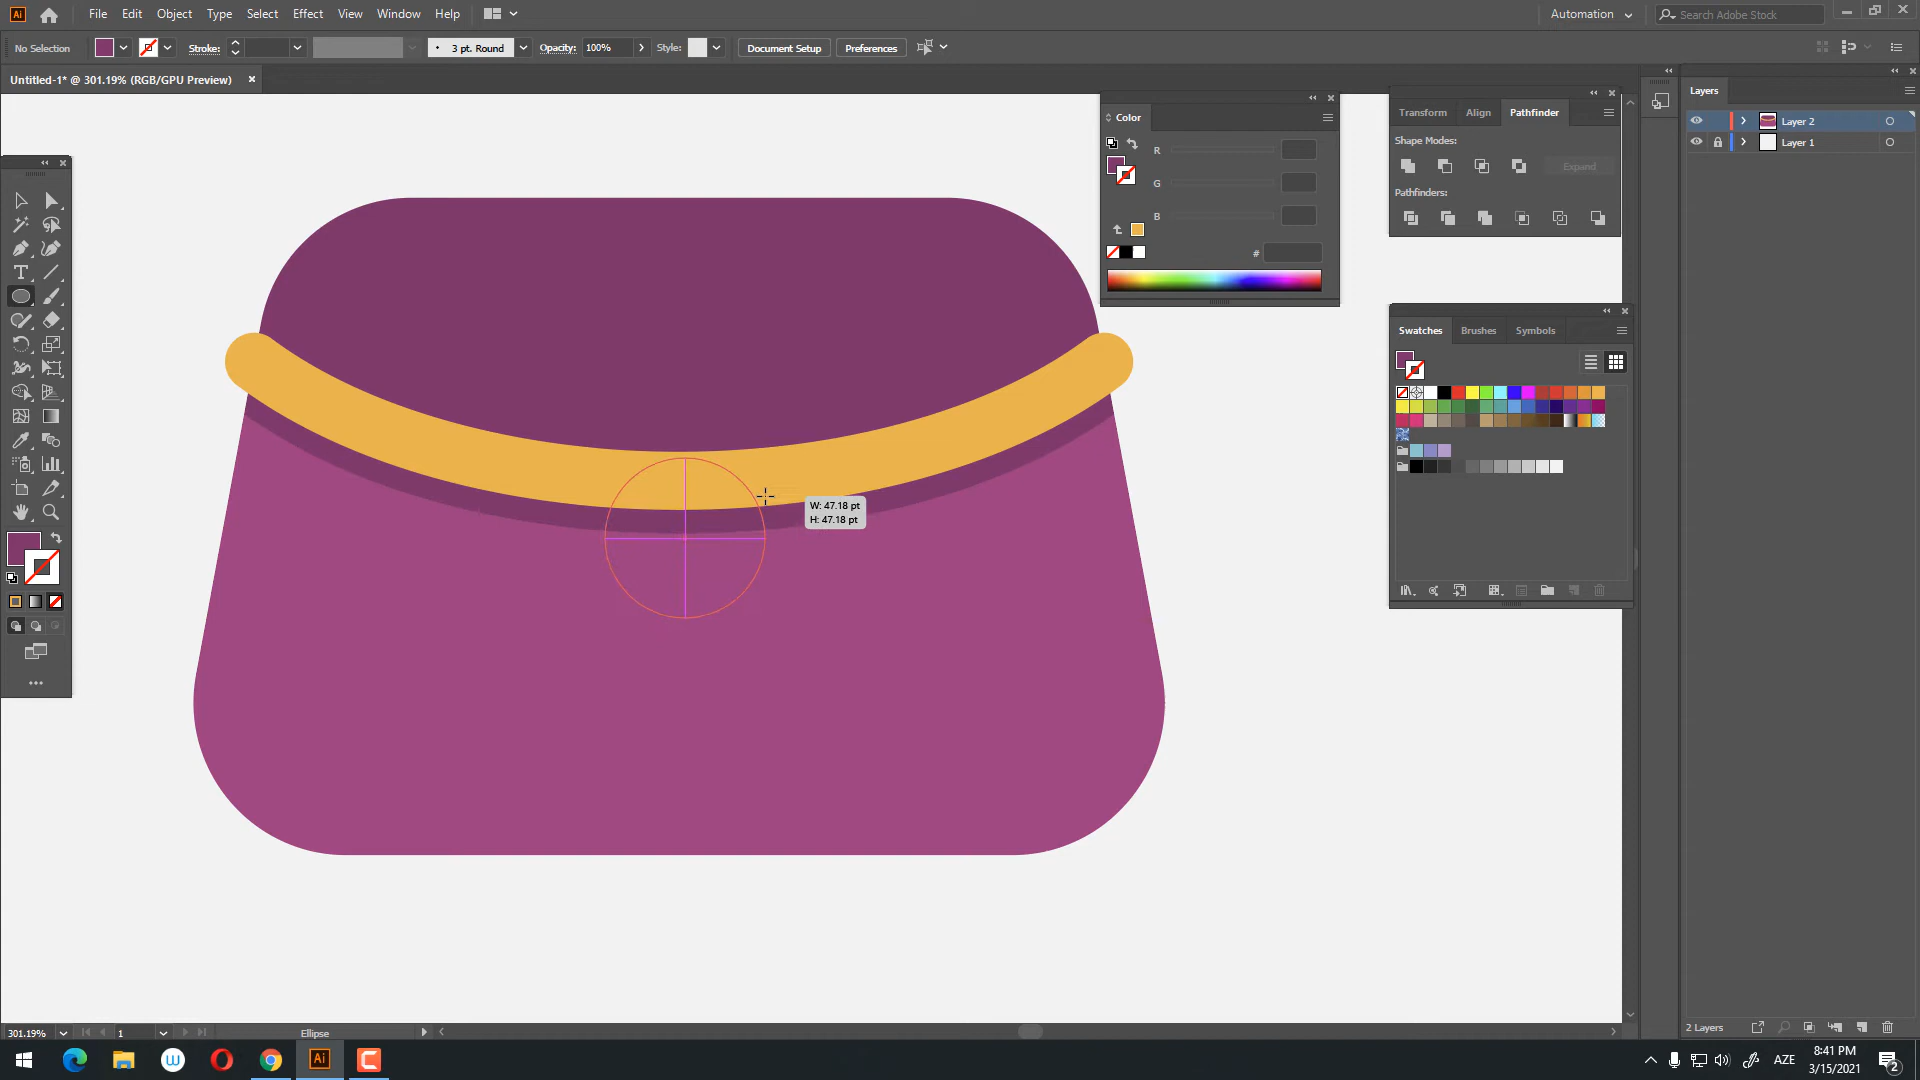 Ai
File Edit Object Type Select Effect View Window Help
Automation
Search Adobe Stock
No Selection
Stroke:
3 pt. Round
Opacity: 100%
Style:
Document Setup
Preferences
Untitled-1* @ 301.19% (RGB/GPU Preview)
Color
R
G
B
#
Transform Align Pathfinder
Shape Modes:
Expand
Pathfinders:
Layers
Layer 2
Layer 1
Swatches Brushes Symbols
W: 47.18 pt
H: 47.18 pt
301.19%
1
Ellipse
2 Layers
Ai
AZE
8:41 PM
3/15/2021
2